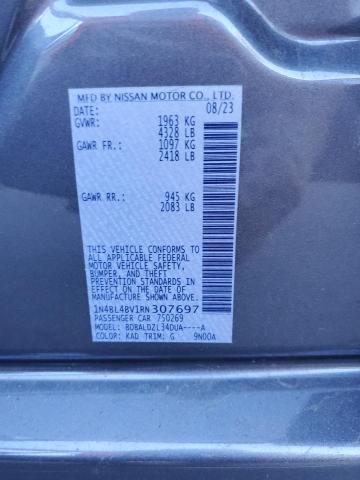 MFD BY NISSAN MOTOR CO., LTD.
DATE: 08/23
GVWR: 1963 KG
4328 LB
GAWR FR.: 1097 KG
2418 LB
GAWR RR.: 945 KG
2083 LB
THIS VEHICLE CONFORMS TO
ALL APPLICABLE FEDERAL
MOTOR VEHICLE SAFETY,
BUMPER, AND THEFT
PREVENTION STANDARDS IN
EFFECT ON THE DATE OF
MANUFACTURE SHOWN ABOVE.
1N4BL4BV1RN307697
PASSENGER CAR 750269
MODEL: BDBALDZL34DUA----A
COLOR: KAD TRIM: G 9N00A